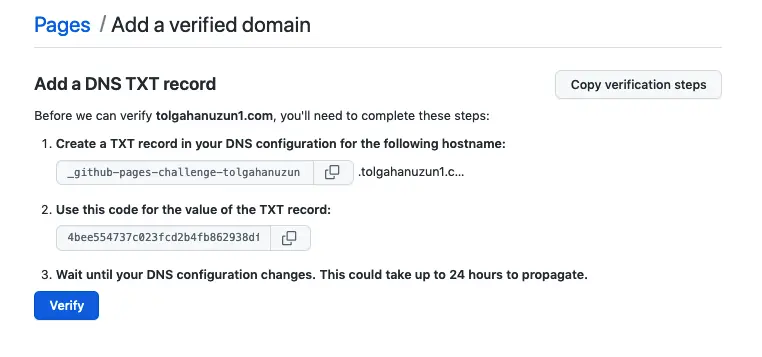 Pages / Add a verified domain
Add a DNS TXT record
Copy verification steps
Before we can verify tolgahanuzun1.com, you'll need to complete these steps:
1. Create a TXT record in your DNS configuration for the following hostname:
_github-pages-challenge-tolgahanuzun .tolgahanuzun1.c...
2. Use this code for the value of the TXT record:
4bee554737c023fcd2b4fb862938df
3. Wait until your DNS configuration changes. This could take up to 24 hours to propagate.
Verify